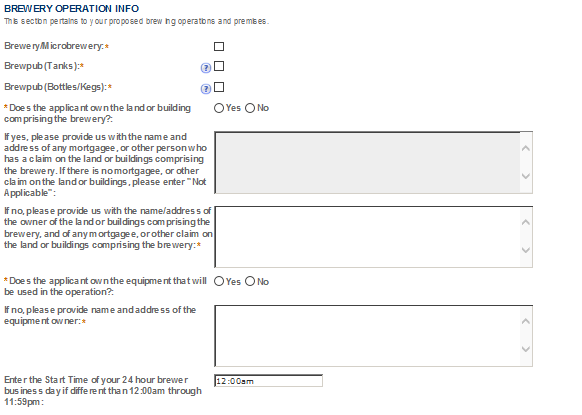 BREWERY OPERATION INFO
This section pertains to your proposed brewing operations and premises.
Brewery/Microbrewery:*
Brewpub (Tanks):* ?
Brewpub (Bottles/Kegs):* ?
*Does the applicant own the land or building Yes No
comprising the brewery?:
If yes, please provide us with the name and
address of any mortgagee, or other person who
has a claim on the land or buildings comprising
the brewery. If there is no mortgagee, or other
claim on the land or buildings, please enter "Not
Applicable":
If no, please provide us with the name/address of
the owner of the land or buildings comprising the
brewery, and of any mortgagee, or other claim on
the land or buildings comprising the brewery:*
*Does the applicant own the equipment that will Yes No
be used in the operation?:
If no, please provide name and address of the
equipment owner:*
Enter the Start Time of your 24 hour brewer 12:00am
business day if different than 12:00am through
11:59pm: